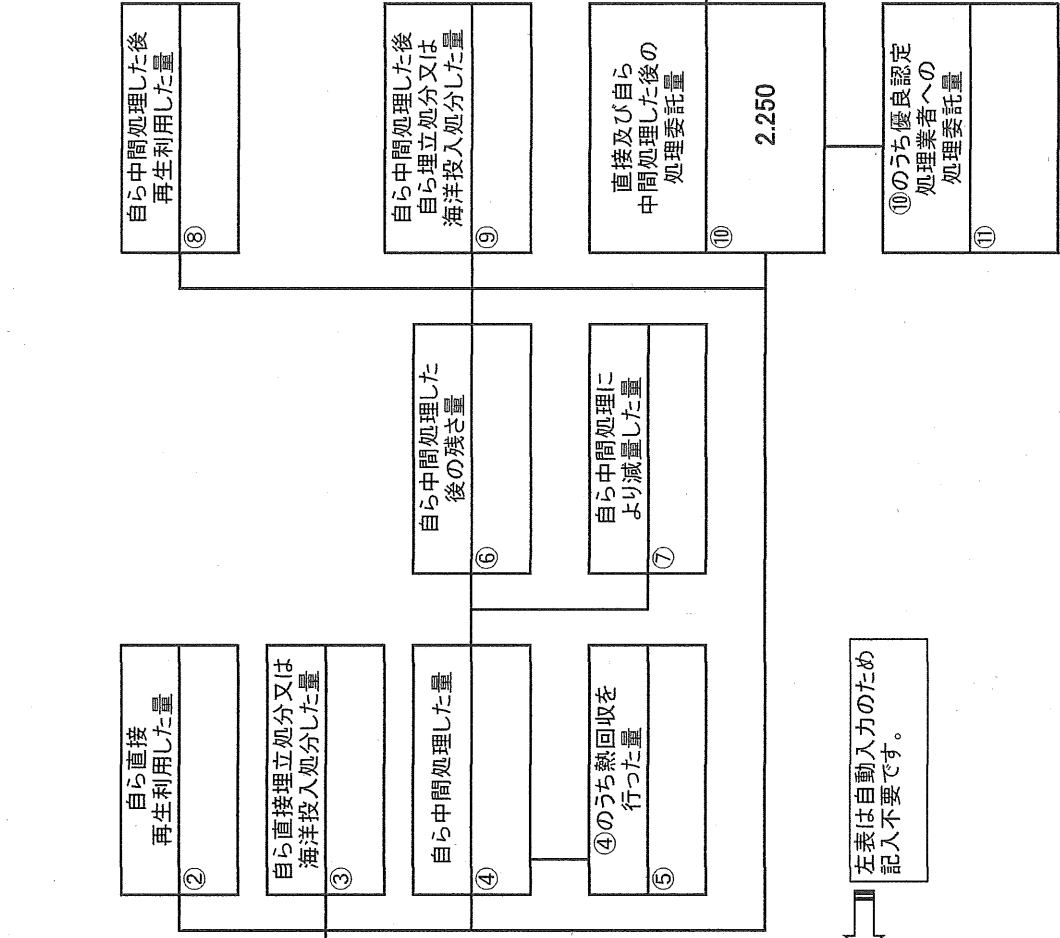 自ら直接
再生利用した量
②
自ら直接埋立処分又は
海洋投入処分した量
③
自ら中間処理した量
④
④のうち熱回収を
行った量
⑤
自ら中間処理した
後の残さ量
⑥
自ら中間処理に
より減量した量
⑦
自ら中間処理した後
再生利用した量
⑧
自ら中間処理した後
自ら埋立処分又は
海洋投入処分した量
⑨
直接及び自ら
中間処理した後の
処理委託量
⑩
2.250
⑩のうち優良認定
処理業者への
処理委託量
⑪
左表は自動入力のため
記入不要です。